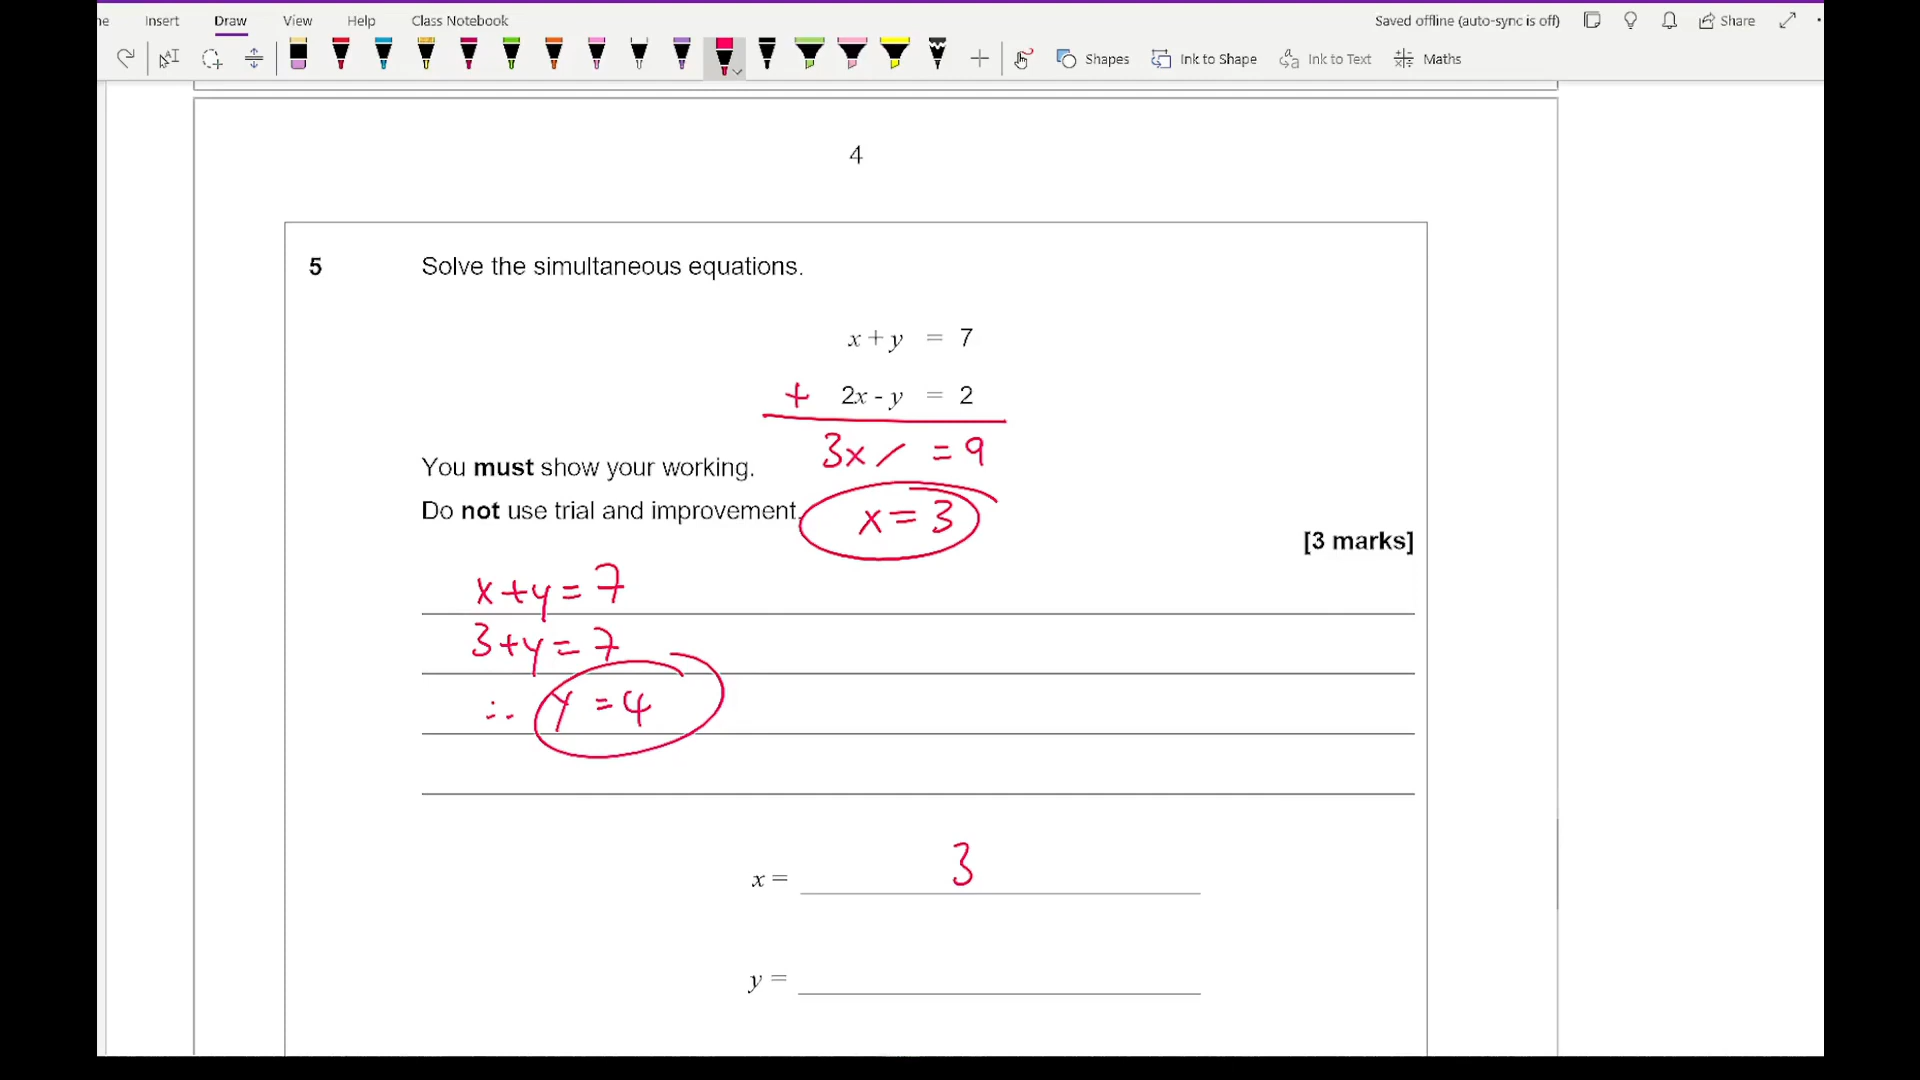 ne Insert Draw View Help Class Notebook Saved offline (auto-sync is off) Share
Shapes Ink to Shape Ink to Text Maths
4
5 Solve the simultaneous equations.
x + y = 7
+ 2x - y = 2
3x / = 9
You must show your working.
Do not use trial and improvement.
x = 3
[3 marks]
x + y = 7
3 + y = 7
∴ y = 4
x = 3
y =